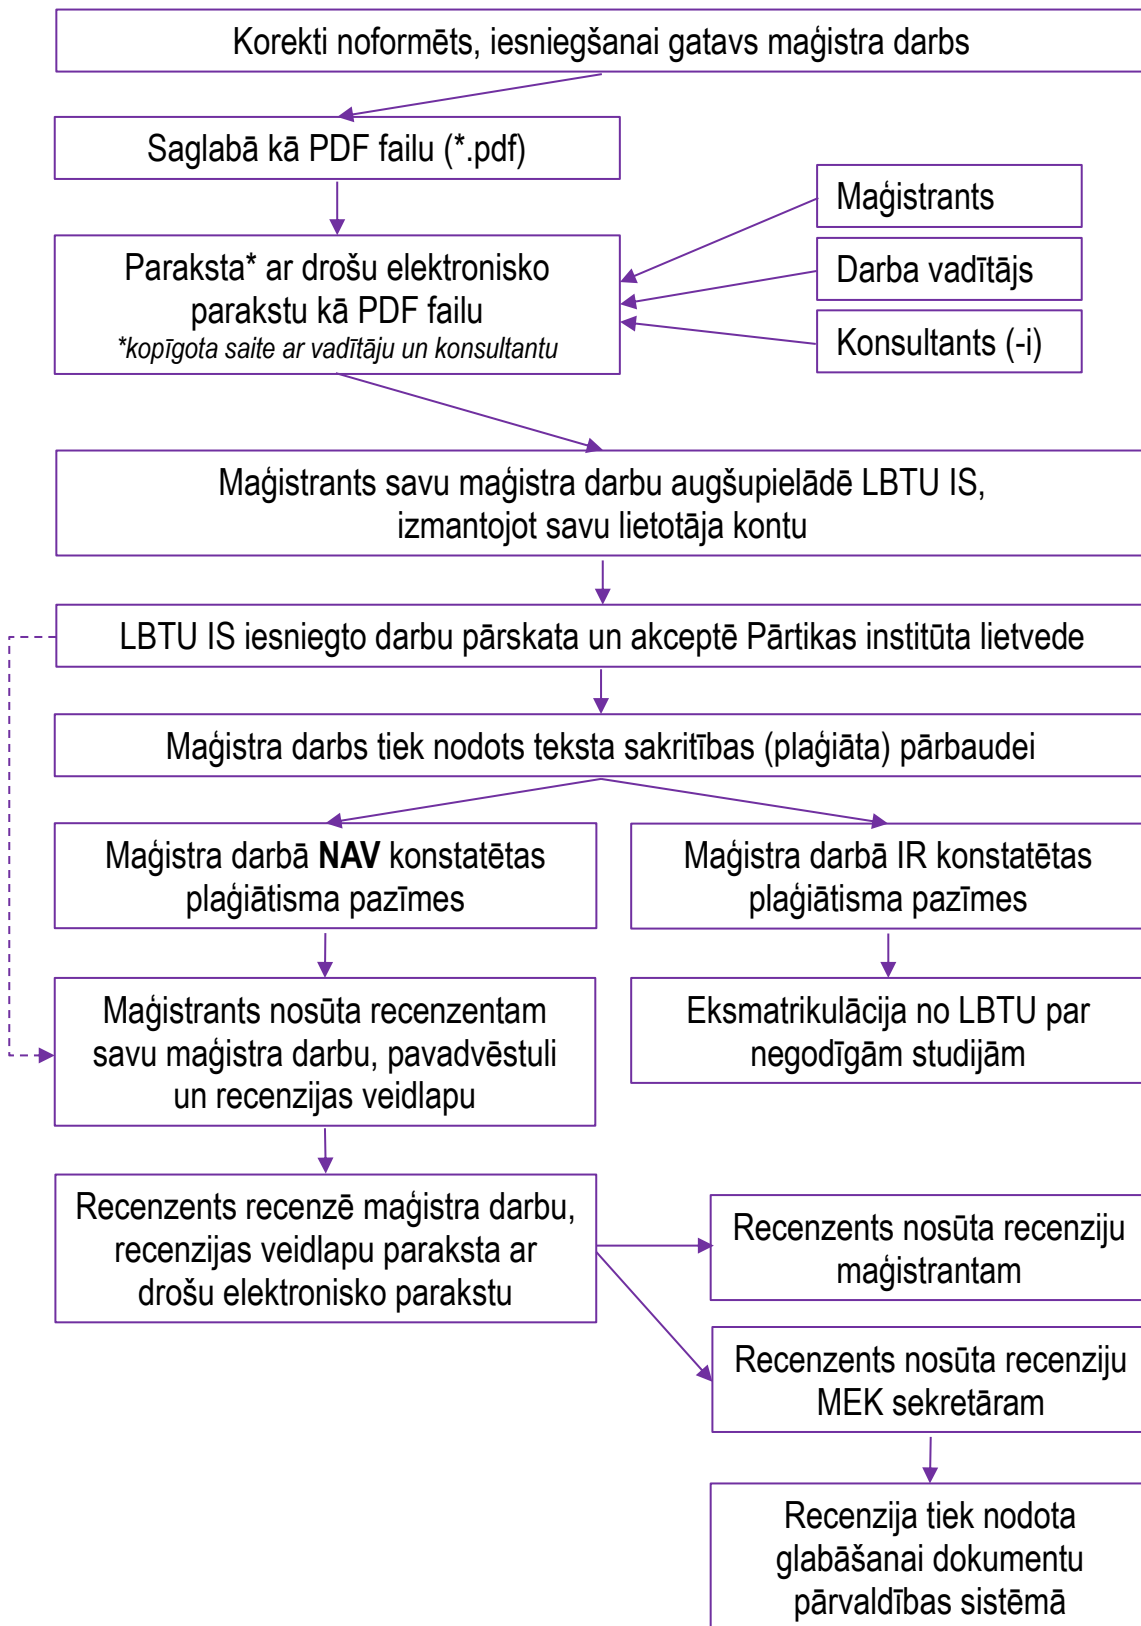 Korekti noformēts, iesniegšanai gatavs maģistra darbs
Saglabā kā PDF failu (*.pdf)
Maģistrants
Paraksta* ar drošu elektronisko
parakstu kā PDF failu
*kopīgota saite ar vadītāju un konsultantu
Darba vadītājs
Konsultants (-i)
Maģistrants savu maģistra darbu augšupielādē LBTU IS,
izmantojot savu lietotāja kontu
LBTU IS iesniegto darbu pārskata un akceptē Pārtikas institūta lietvede
Maģistra darbs tiek nodots teksta sakritības (plaģiāta) pārbaudei
Maģistra darbā NAV konstatētas
plaģiātisma pazīmes
Maģistra darbā IR konstatētas
plaģiātisma pazīmes
Maģistrants nosūta recenzentam
savu maģistra darbu, pavadvēstuli
un recenzijas veidlapu
Eksmatrikulācija no LBTU par
negodīgām studijām
Recenzents recenzē maģistra darbu,
recenzijas veidlapu paraksta ar
drošu elektronisko parakstu
Recenzents nosūta recenziju
maģistrantam
Recenzents nosūta recenziju
MEK sekretāram
Recenzija tiek nodota
glabāšanai dokumentu
pārvaldības sistēmā